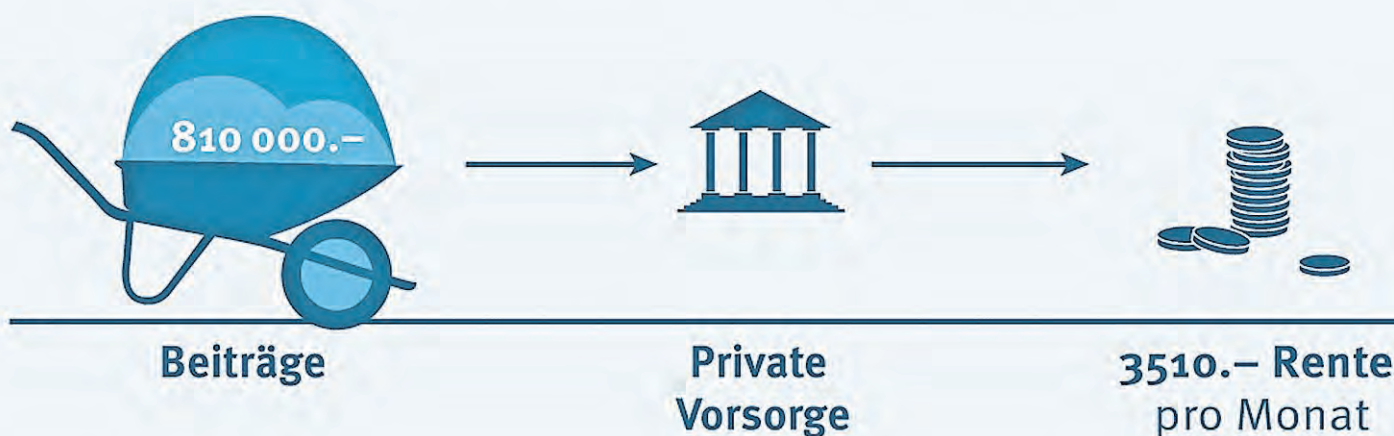 810 000.–
Beiträge
Private
Vorsorge
3510.– Rente
pro Monat